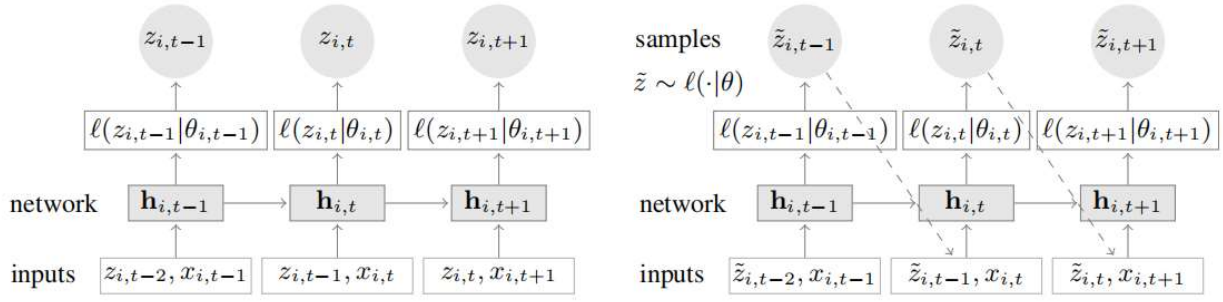 z_{i,t−1} z_{i,t} z_{i,t+1}
ℓ(z_{i,t−1}|θ_{i,t−1}) ℓ(z_{i,t}|θ_{i,t}) ℓ(z_{i,t+1}|θ_{i,t+1})
network h_{i,t−1} h_{i,t} h_{i,t+1}
inputs z_{i,t−2}, x_{i,t−1} z_{i,t−1}, x_{i,t} z_{i,t}, x_{i,t+1}
samples z̃_{i,t−1} z̃_{i,t} z̃_{i,t+1}
z̃ ∼ ℓ(·|θ)
ℓ(z_{i,t−1}|θ_{i,t−1}) ℓ(z_{i,t}|θ_{i,t}) ℓ(z_{i,t+1}|θ_{i,t+1})
network h_{i,t−1} h_{i,t} h_{i,t+1}
inputs z̃_{i,t−2}, x_{i,t−1} z̃_{i,t−1}, x_{i,t} z̃_{i,t}, x_{i,t+1}